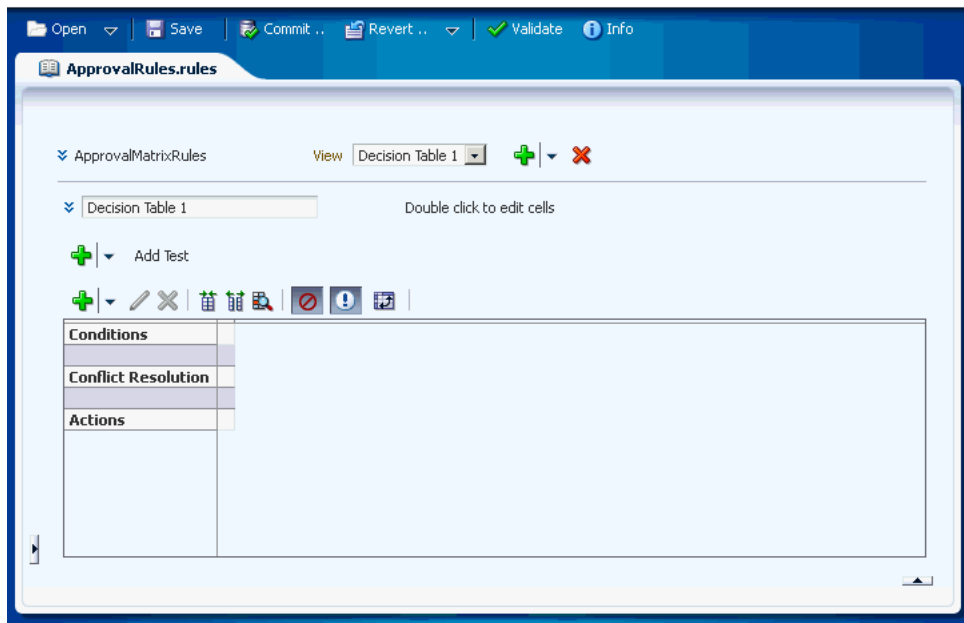 Open Save Commit .. Revert .. Validate Info
ApprovalRules.rules
ApprovalMatrixRules View Decision Table 1
Decision Table 1 Double click to edit cells
Add Test
Conditions
Conflict Resolution
Actions